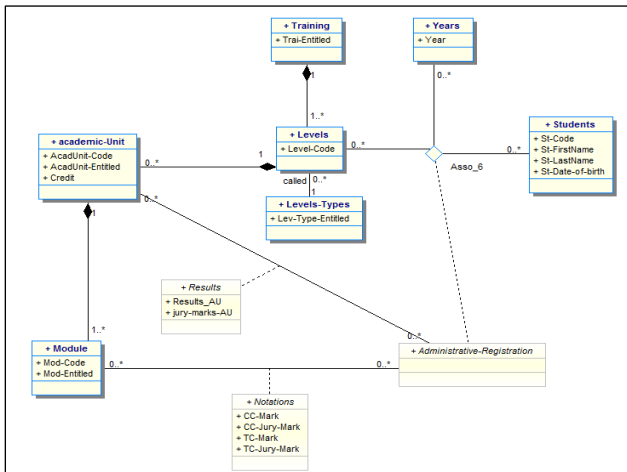 + Training
+ Trai-Entitled
+ Years
+ Year
1
0..*
1..*
+ Levels
+ Level-Code
+ Students
+ St-Code
+ St-FirstName
+ St-LastName
+ St-Date-of-birth
+ academic-Unit
+ AcadUnit-Code
+ AcadUnit-Entitled
+ Credit
1
0..*
0..*
0..*
Asso_6
called
0..*
1
+ Levels-Types
+ Lev-Type-Entitled
0..*
1
+ Results
+ Results_AU
+ jury-marks-AU
1..*
0..*
+ Module
+ Mod-Code
+ Mod-Entitled
0..*
0..*
+ Administrative-Registration
+ Notations
+ CC-Mark
+ CC-Jury-Mark
+ TC-Mark
+ TC-Jury-Mark